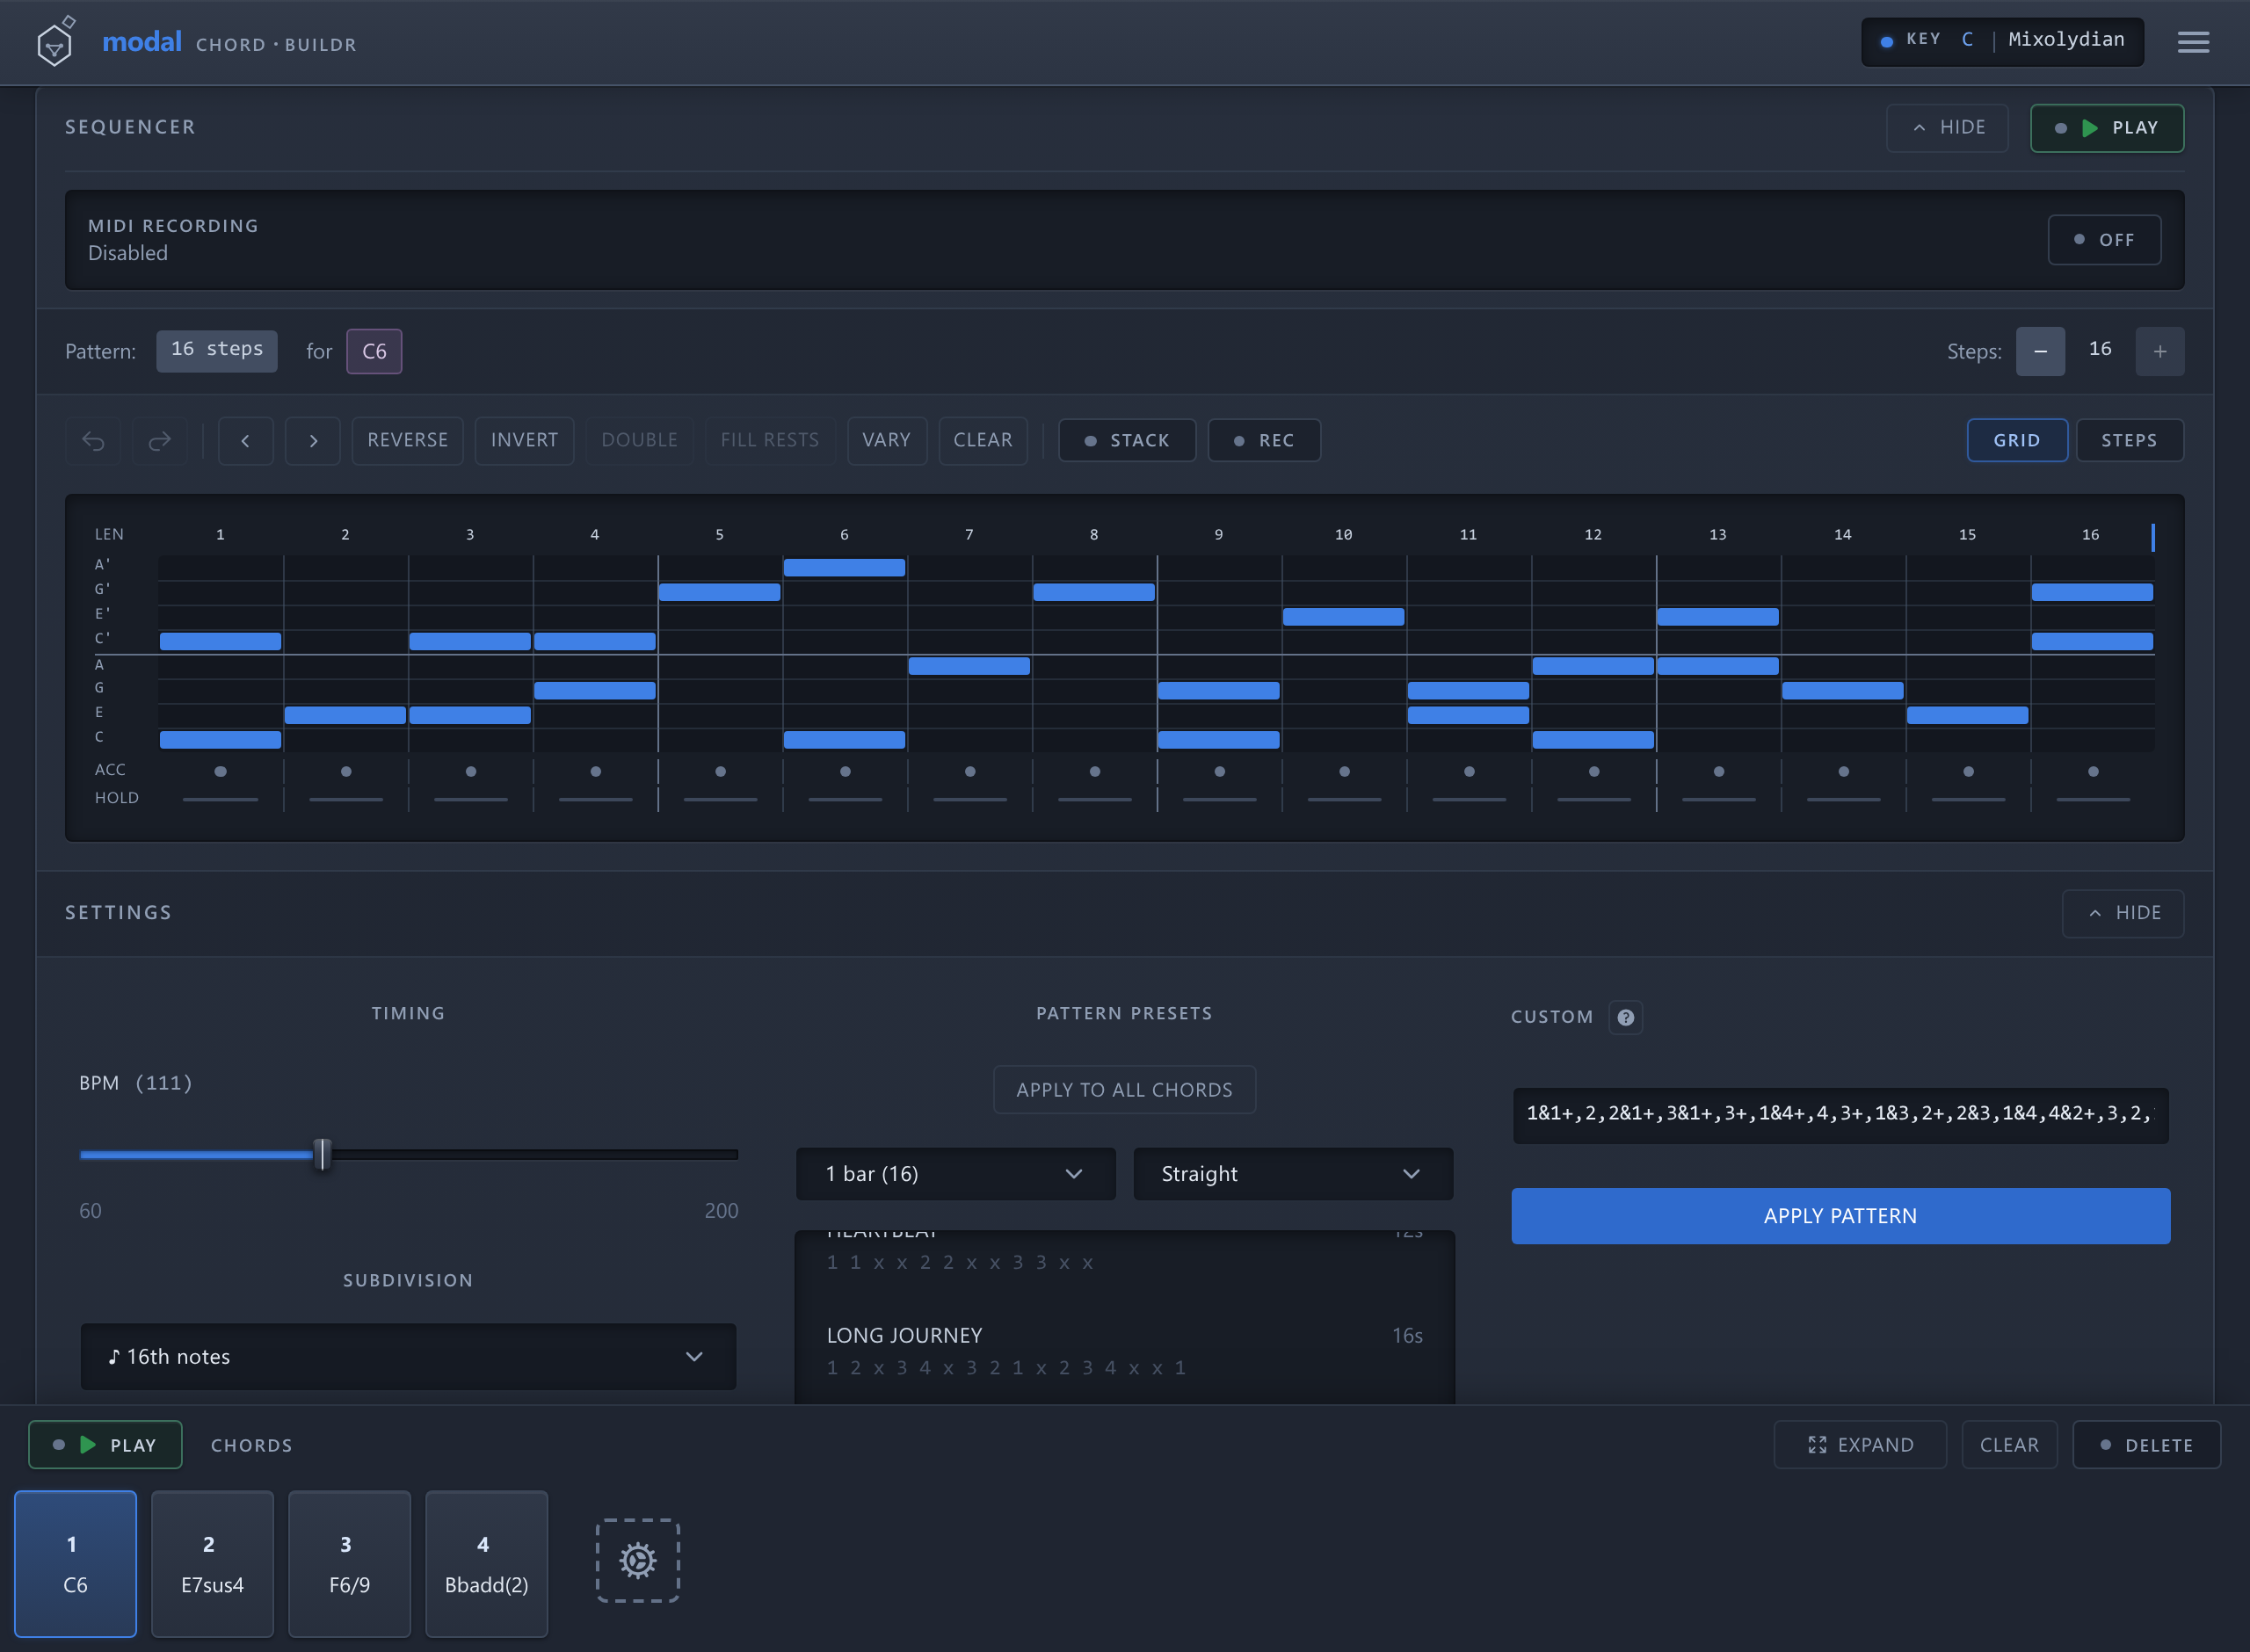 modal CHORD · BUILDR
KEY C | Mixolydian
SEQUENCER
HIDE
PLAY
MIDI RECORDING
Disabled
OFF
Pattern: 16 steps for C6
Steps: − 16 +
< > REVERSE INVERT DOUBLE FILL RESTS VARY CLEAR STACK REC
GRID STEPS
LEN 1 2 3 4 5 6 7 8 9 10 11 12 13 14 15 16
A'
G'
E'
C'
A
G
E
C
ACC
HOLD
SETTINGS
HIDE
TIMING
BPM (111)
60 200
SUBDIVISION
♪ 16th notes
PATTERN PRESETS
APPLY TO ALL CHORDS
1 bar (16)
Straight
HEARTBEAT 12s
1 1 x x 2 2 x x 3 3 x x
LONG JOURNEY 16s
1 2 x 3 4 x 3 2 1 x 2 3 4 x x 1
CUSTOM ?
1&1+,2,2&1+,3&1+,3+,1&4+,4,3+,1&3,2+,2&3,1&4,4&2+,3,2,
APPLY PATTERN
PLAY CHORDS
EXPAND CLEAR DELETE
1
C6
2
E7sus4
3
F6/9
4
Bbadd(2)